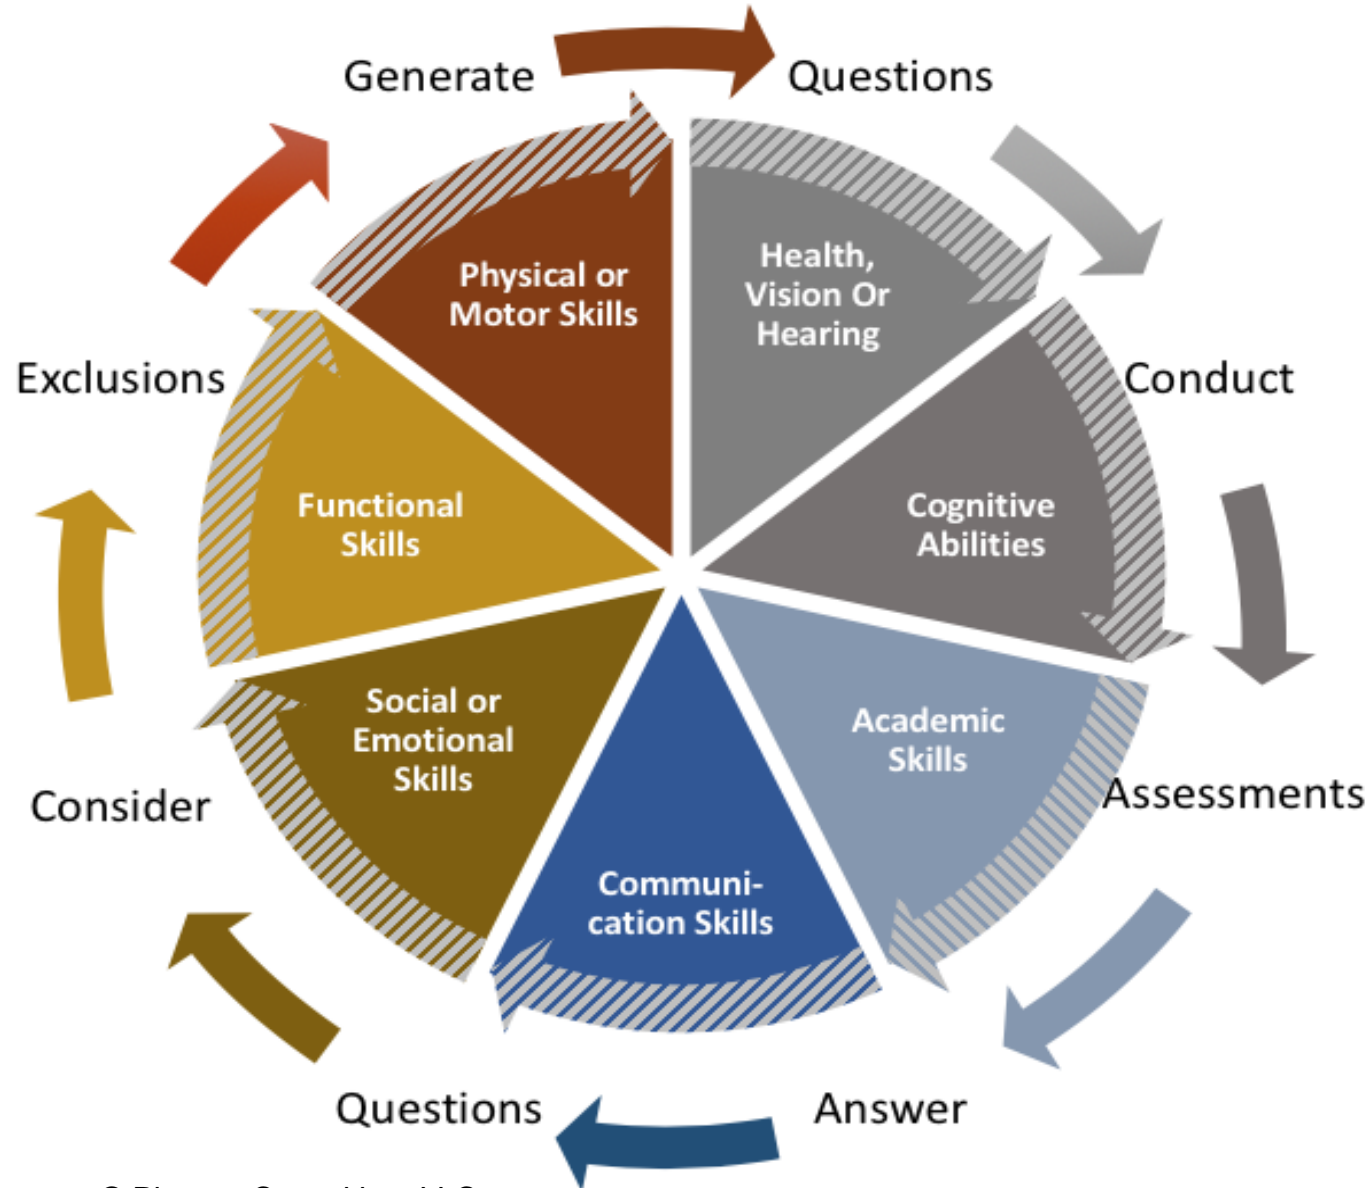 Generate
Questions
Conduct
Assessments
Answer
Questions
Consider
Exclusions
Physical or
Motor Skills
Health,
Vision Or
Hearing
Cognitive
Abilities
Academic
Skills
Communi-
cation Skills
Social or
Emotional
Skills
Functional
Skills